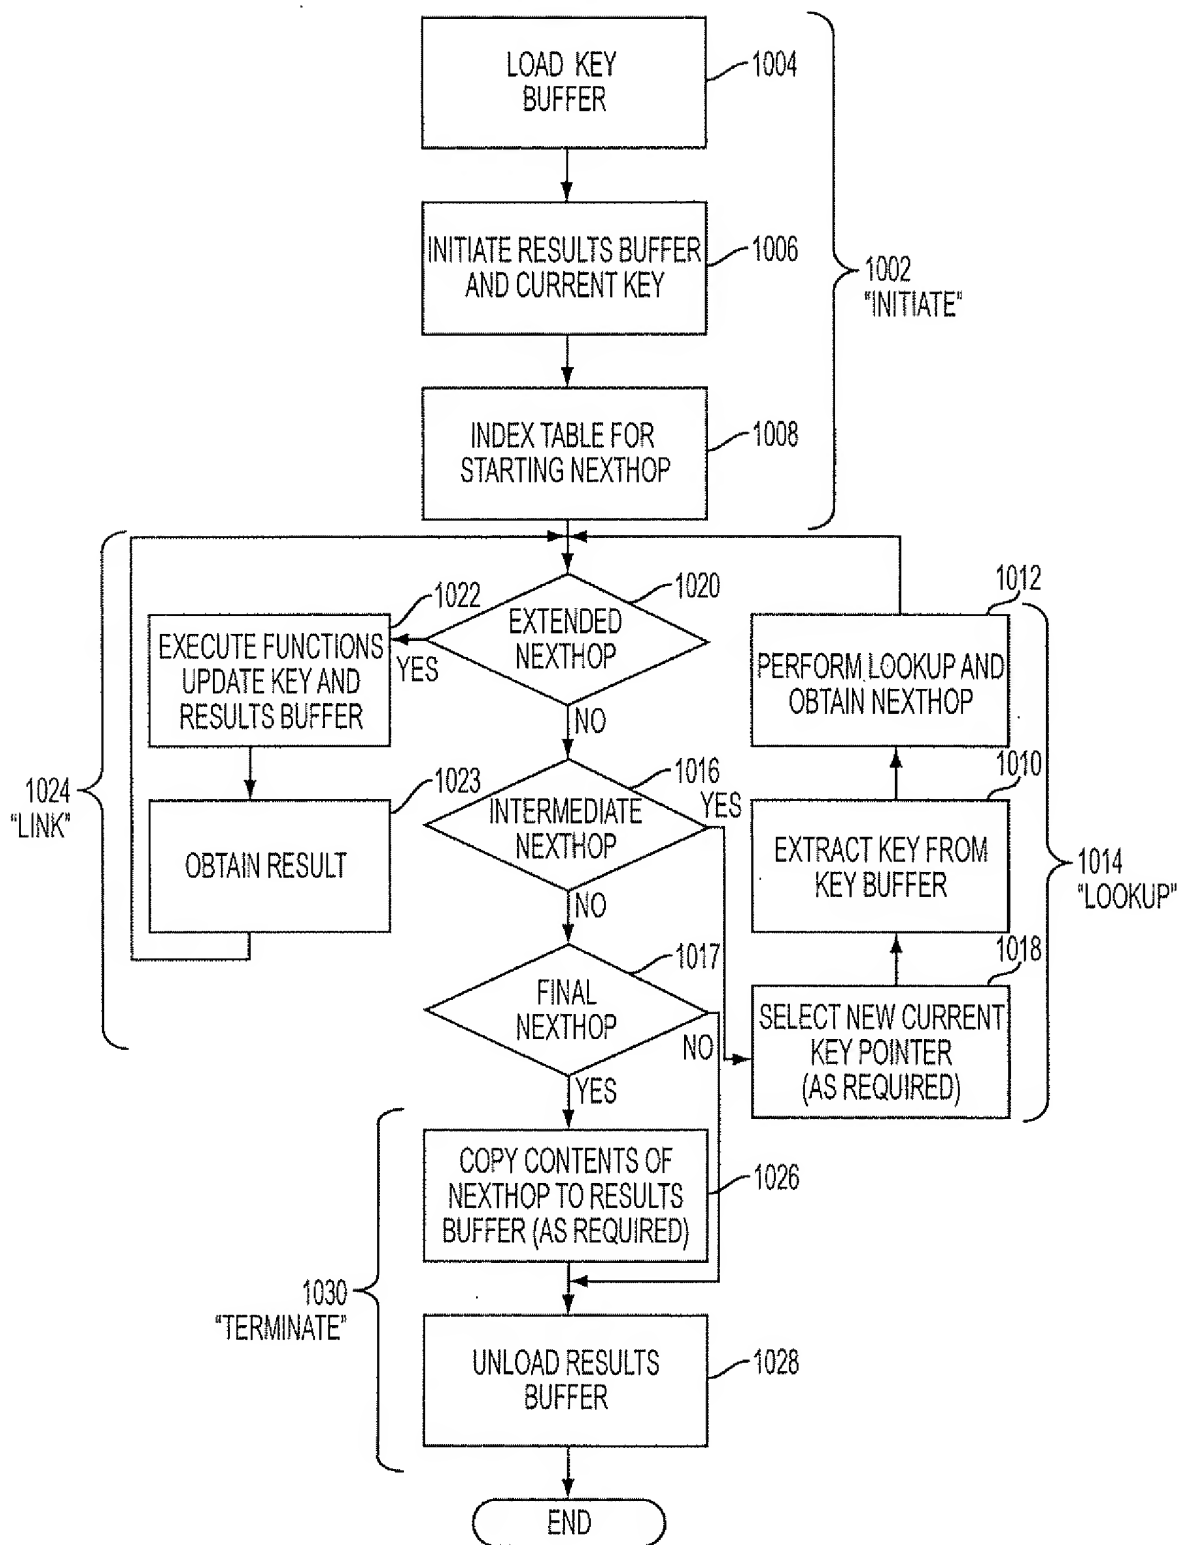 LOAD KEY
BUFFER
1004
INITIATE RESULTS BUFFER
AND CURRENT KEY
1006
1002
"INITIATE"
INDEX TABLE FOR
STARTING NEXTHOP
1008
EXTENDED
NEXTHOP
1020
YES
NO
1022
EXECUTE FUNCTIONS
UPDATE KEY AND
RESULTS BUFFER
1023
OBTAIN RESULT
1024
"LINK"
INTERMEDIATE
NEXTHOP
1016
YES
NO
1012
PERFORM LOOKUP AND
OBTAIN NEXTHOP
1010
EXTRACT KEY FROM
KEY BUFFER
1014
"LOOKUP"
1018
SELECT NEW CURRENT
KEY POINTER
(AS REQUIRED)
FINAL
NEXTHOP
1017
NO
YES
COPY CONTENTS OF
NEXTHOP TO RESULTS
BUFFER (AS REQUIRED)
1026
1030
"TERMINATE"
UNLOAD RESULTS
BUFFER
1028
END